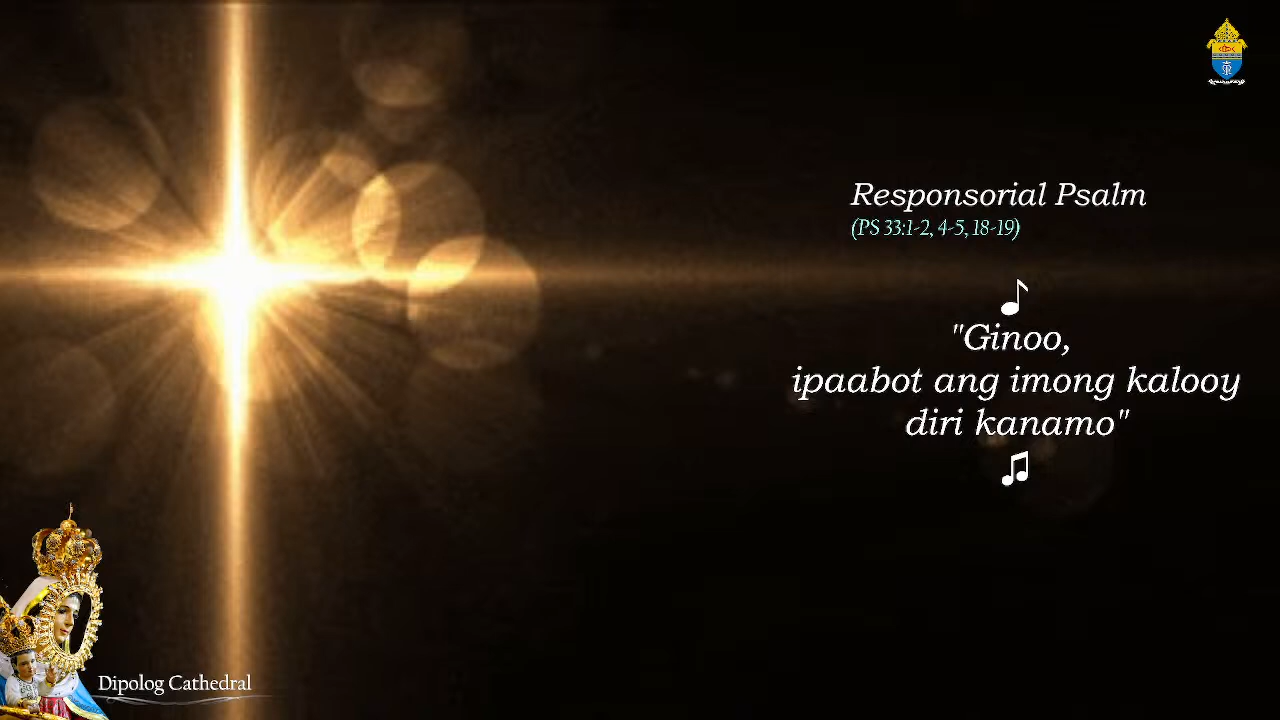 Responsorial Psalm
(PS 33:1-2, 4-5, 18-19)
"Ginoo,
ipaabot ang imong kalooy
diri kanamo"
Dipolog Cathedral